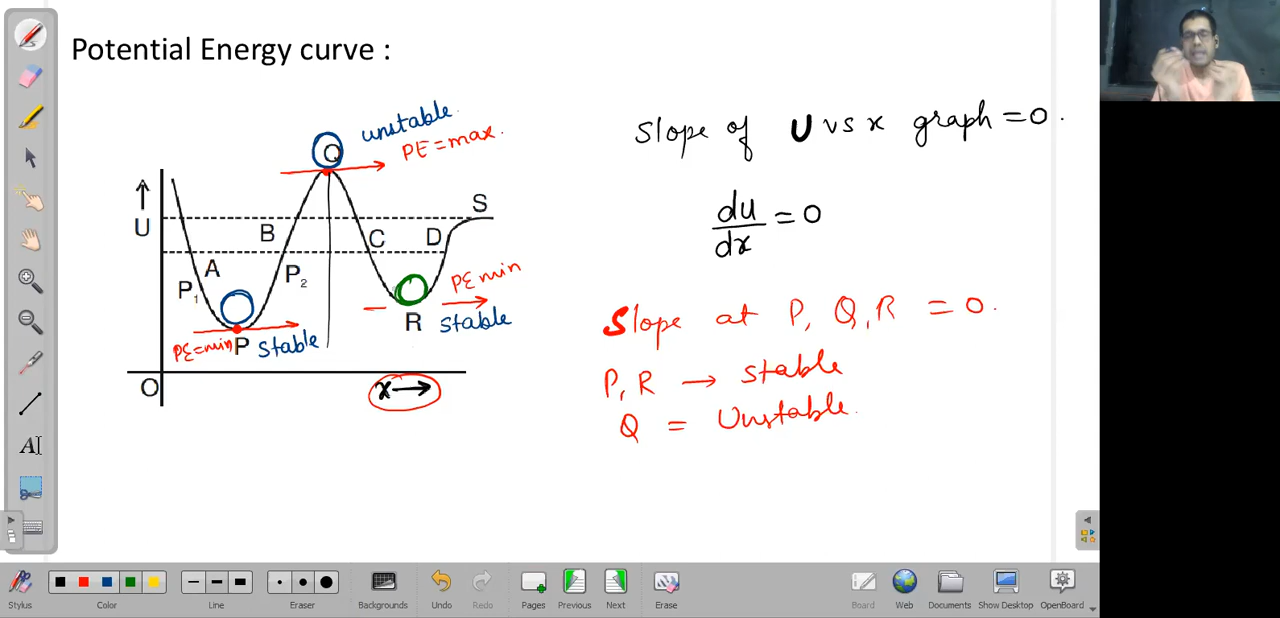 Potential Energy curve :
unstable.
PE = max.
Q
Slope of U vs x graph = 0.
U
S
B
C
D
du/dx = 0
A
P1
P2
PE min
R
stable
PE=min P stable
Slope at P, Q, R = 0.
P, R → stable
Q = Unstable.
O
x→
A
Stylus
Color
Line
Eraser
Backgrounds
Undo
Redo
Pages
Previous
Next
Erase
Board
Web
Documents
Show Desktop
OpenBoard